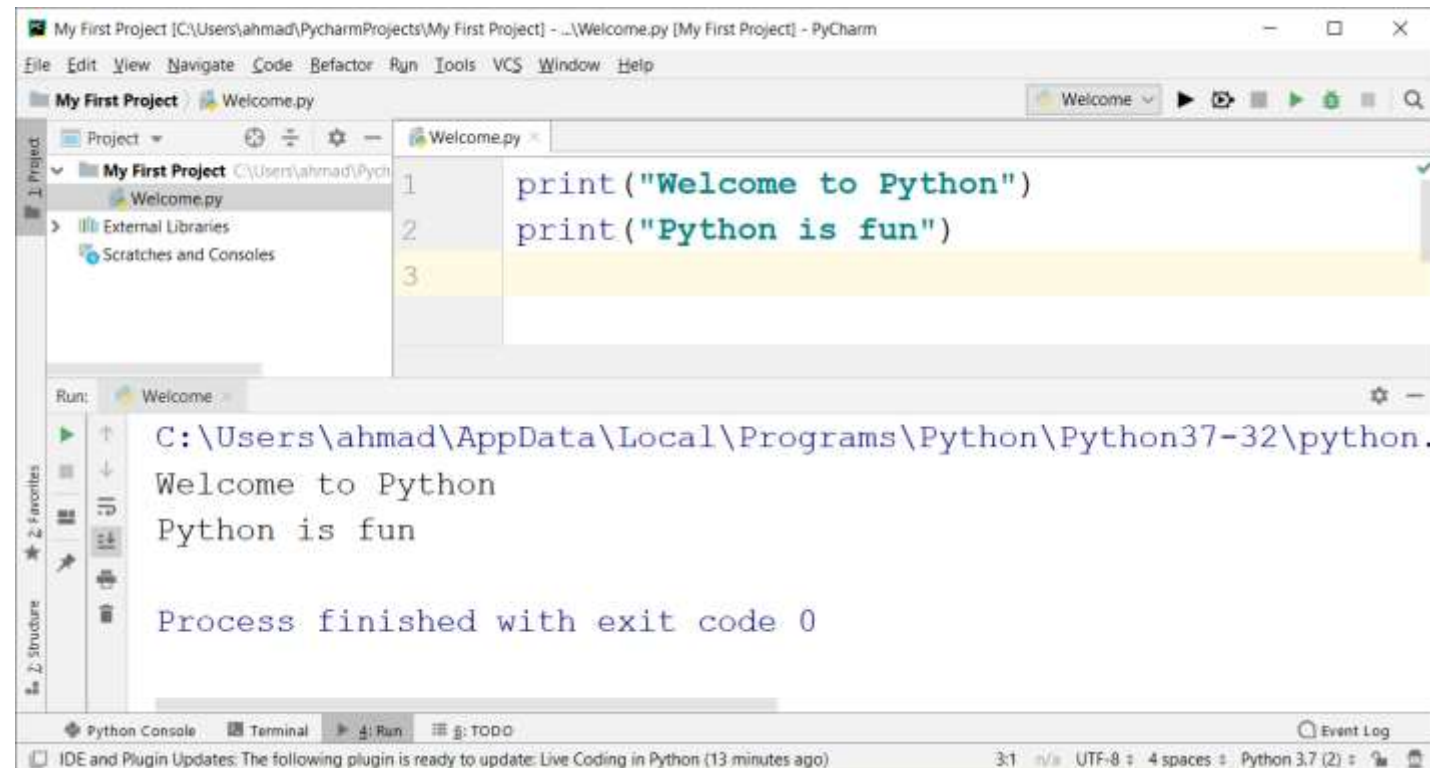 My First Project [C:\Users\ahmad\PycharmProjects\My First Project] - ...\Welcome.py [My First Project] - PyCharm
File Edit View Navigate Code Refactor Run Tools VCS Window Help
My First Project Welcome.py Welcome
1: Project
Project
Welcome.py
My First Project C:\Users\ahmad\Pych
Welcome.py
External Libraries
Scratches and Consoles
1 print("Welcome to Python")
2 print("Python is fun")
3
Run: Welcome
C:\Users\ahmad\AppData\Local\Programs\Python\Python37-32\python.
Welcome to Python
Python is fun
Process finished with exit code 0
2: Favorites
Z: Structure
Python Console Terminal 4: Run 6: TODO Event Log
IDE and Plugin Updates: The following plugin is ready to update: Live Coding in Python (13 minutes ago) 3:1 n/a UTF-8 4 spaces Python 3.7 (2)